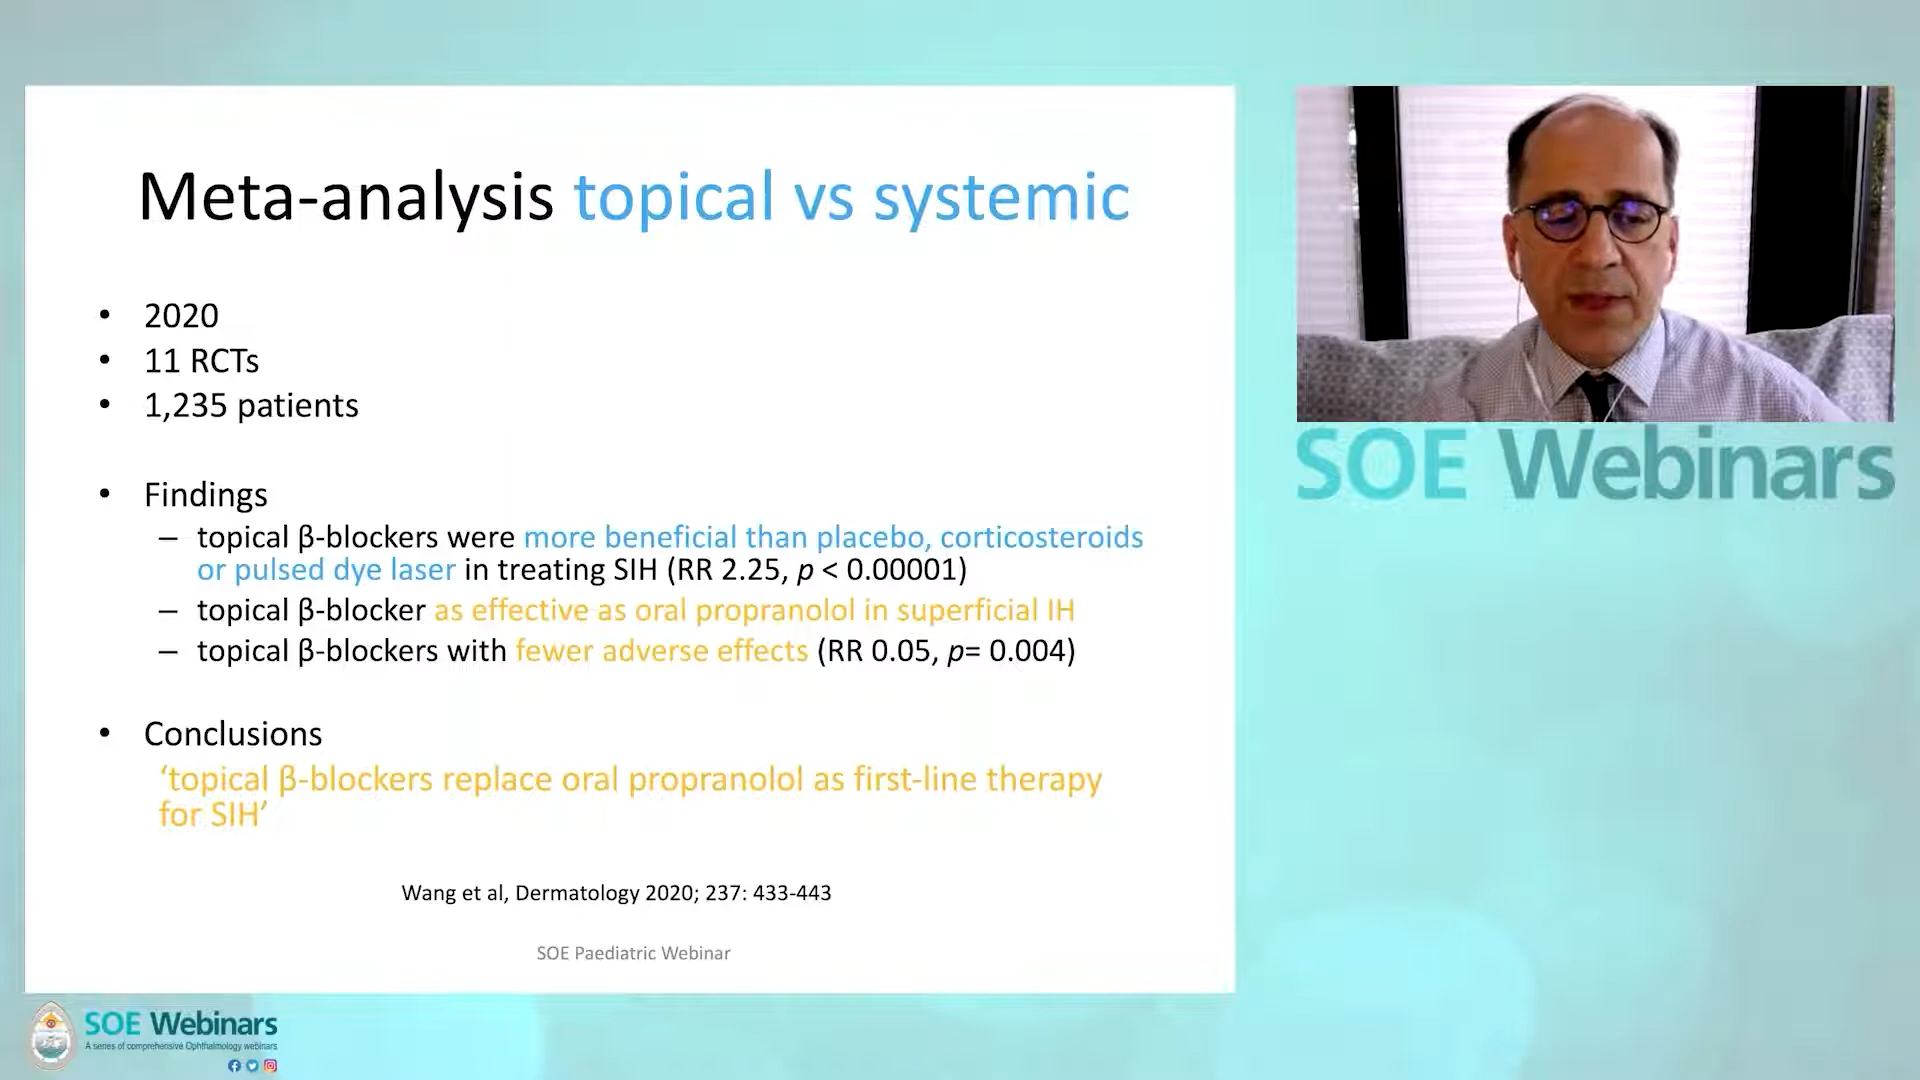 Meta-analysis topical vs systemic
• 2020
• 11 RCTs
• 1,235 patients
• Findings
– topical β-blockers were more beneficial than placebo, corticosteroids
or pulsed dye laser in treating SIH (RR 2.25, p < 0.00001)
– topical β-blocker as effective as oral propranolol in superficial IH
– topical β-blockers with fewer adverse effects (RR 0.05, p= 0.004)
• Conclusions
‘topical β-blockers replace oral propranolol as first-line therapy
for SIH’
Wang et al, Dermatology 2020; 237: 433-443
SOE Paediatric Webinar
SOE Webinars
SOE Webinars
A series of comprehensive Ophthalmology webinars